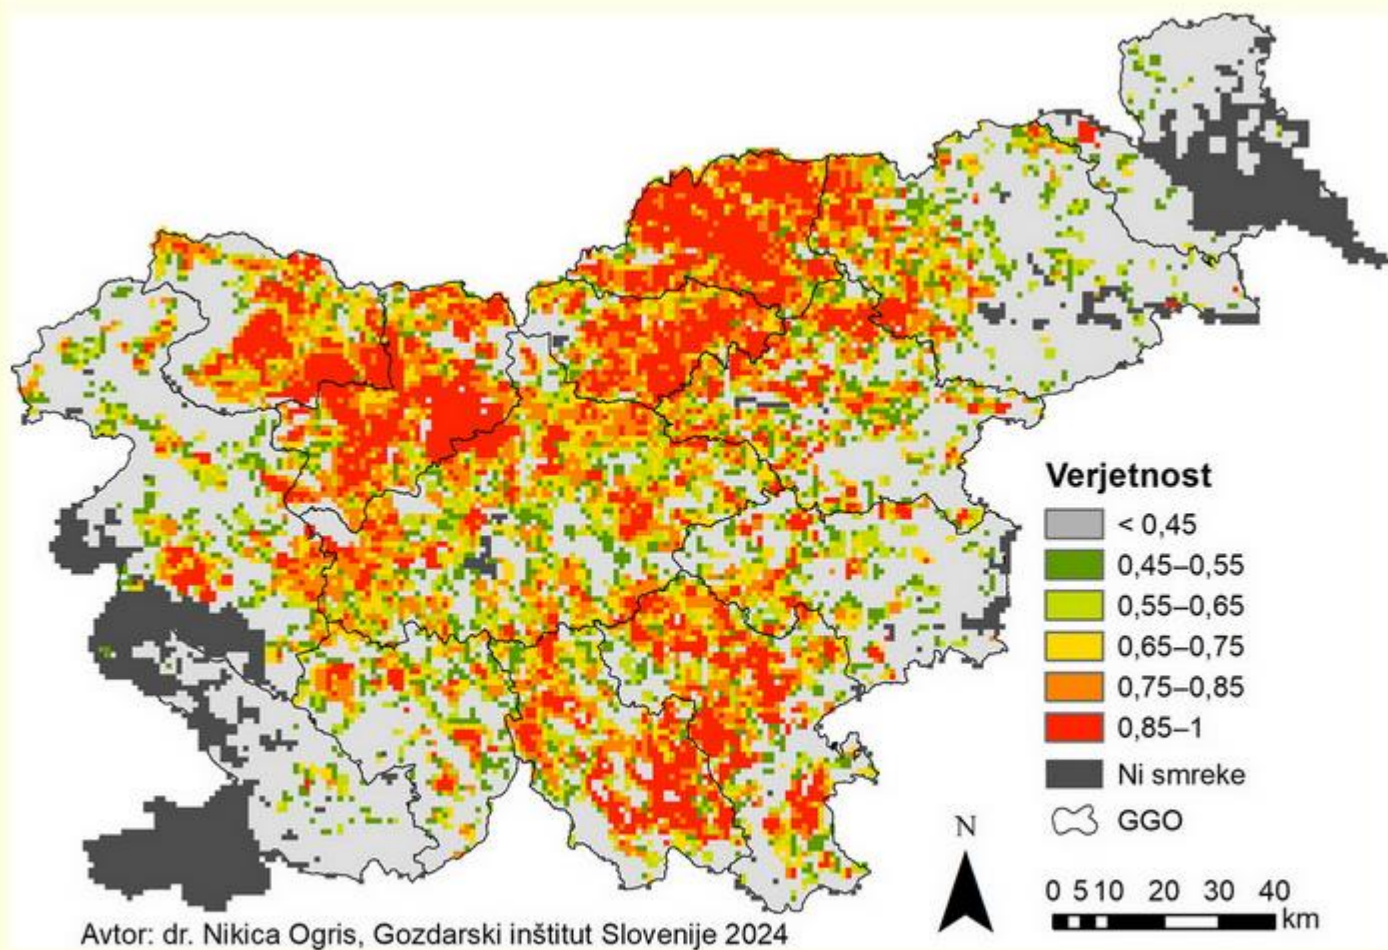 Verjetnost
< 0,45
0,45–0,55
0,55–0,65
0,65–0,75
0,75–0,85
0,85–1
Ni smreke
GGO
N
0 5 10 20 30 40
km
Avtor: dr. Nikica Ogris, Gozdarski inštitut Slovenije 2024